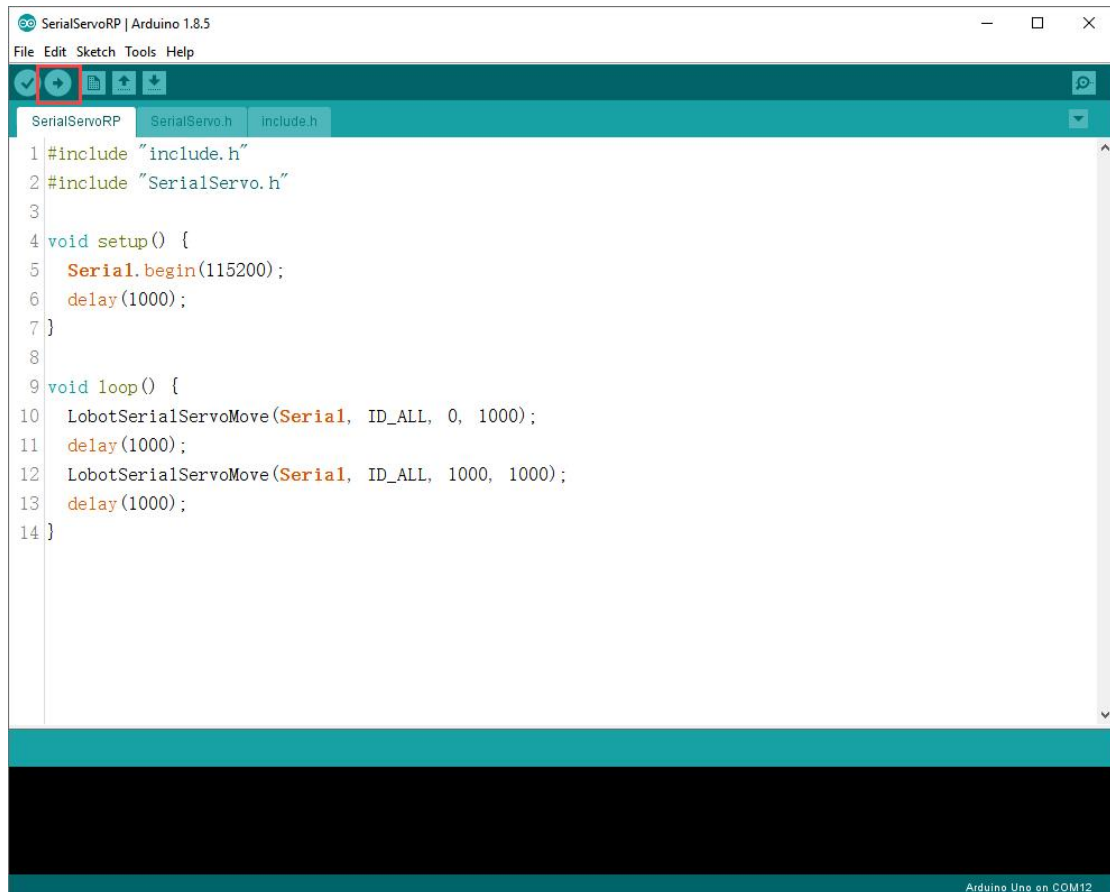 SerialServoRP | Arduino 1.8.5
File Edit Sketch Tools Help
SerialServoRP SerialServo.h include.h
1 #include "include.h"
2 #include "SerialServo.h"
3
4 void setup() {
5 Serial.begin(115200);
6 delay(1000);
7 }
8
9 void loop() {
10 LobotSerialServoMove(Serial, ID_ALL, 0, 1000);
11 delay(1000);
12 LobotSerialServoMove(Serial, ID_ALL, 1000, 1000);
13 delay(1000);
14 }
Arduino Uno on COM12